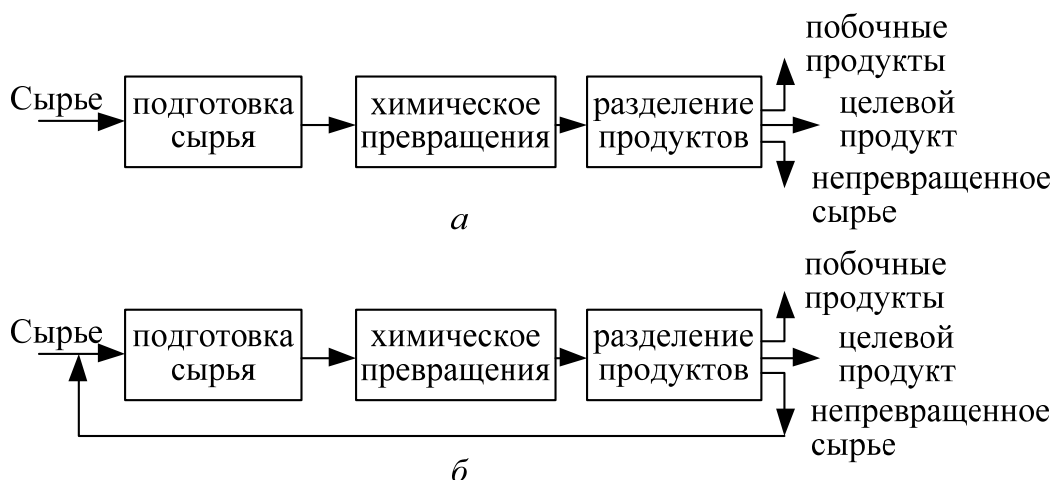 Сырье
подготовка
сырья
химическое
превращения
разделение
продуктов
побочные
продукты
целевой
продукт
непревращенное
сырье
а
Сырье
подготовка
сырья
химическое
превращения
разделение
продуктов
побочные
продукты
целевой
продукт
непревращенное
сырье
б